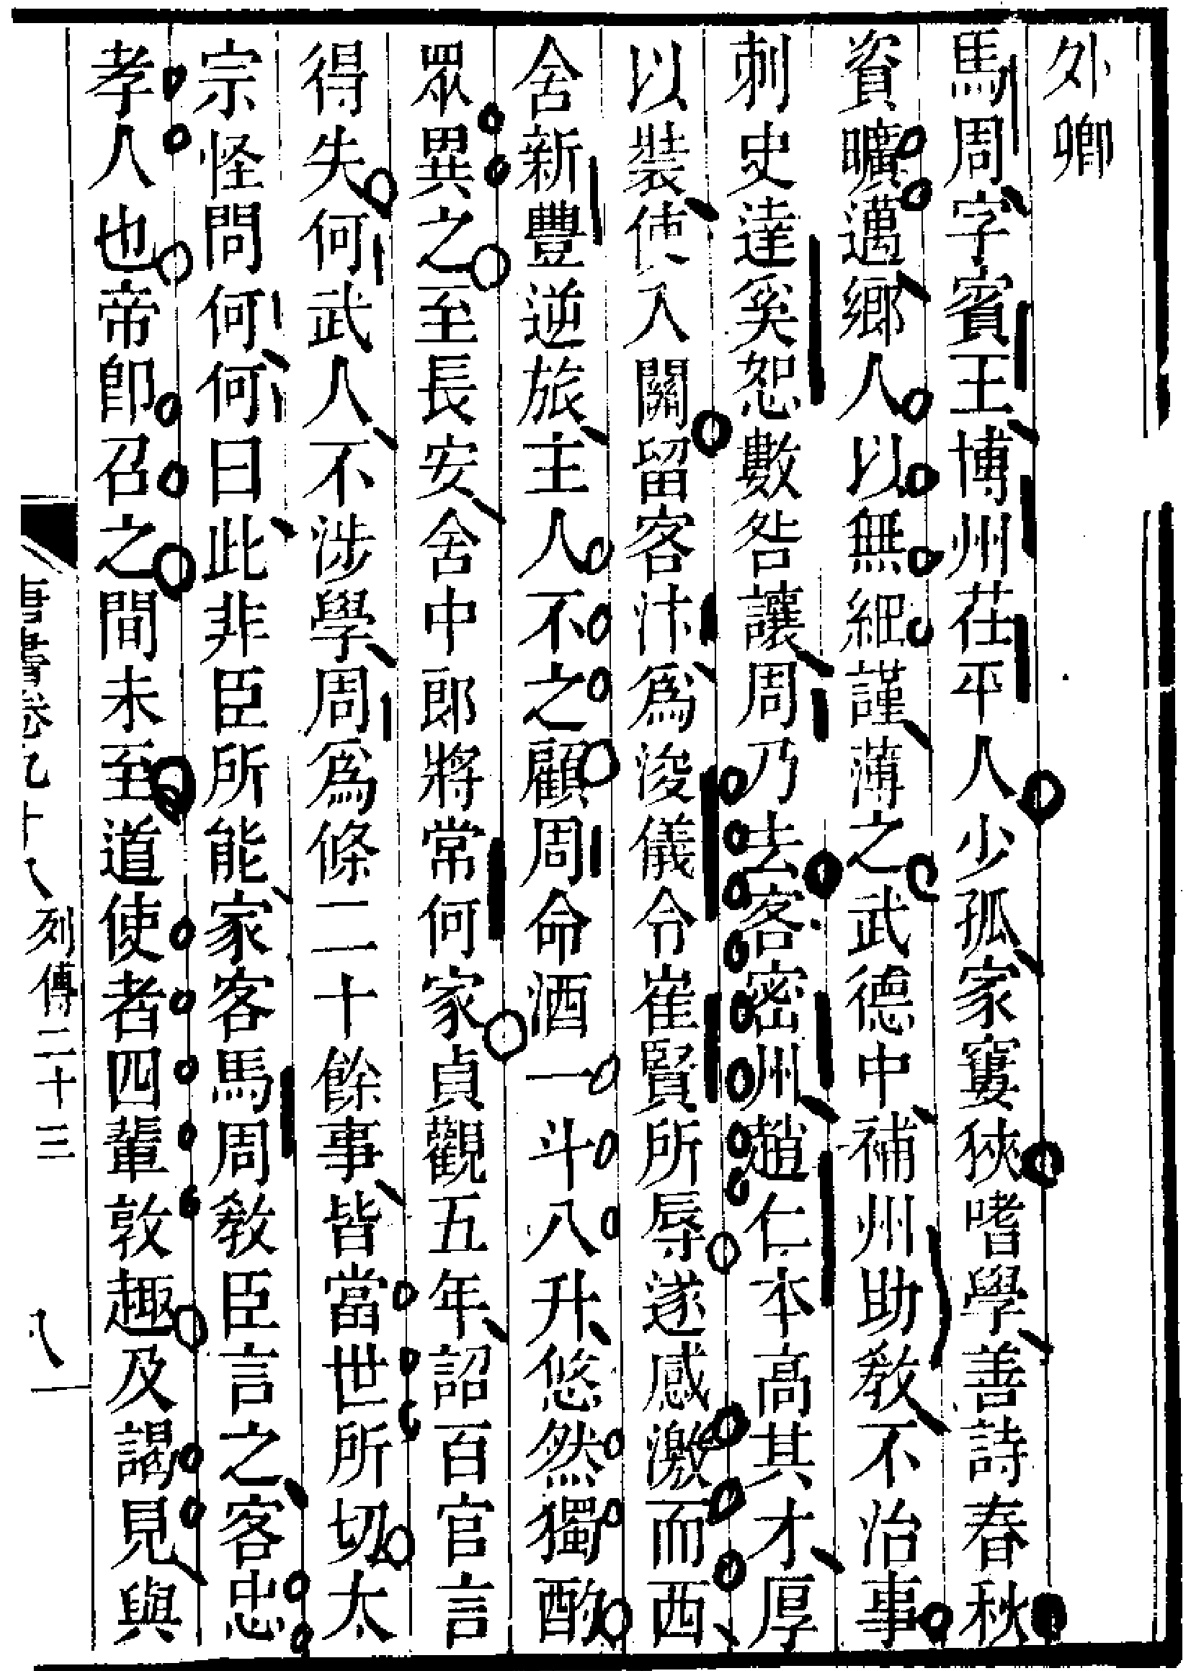 外卿
馬周字賓王博州茌平人少孤家窶狹嗜學善詩春秋
資曠邁鄉人以無細謹薄之武德中補州助敎不治事
刺史達奚恕數咎讓周乃去客密州趙仁本高其才厚
以裝使入關留客汴爲浚儀令崔賢所辱遂感激而西
舍新豐逆旅主人不之顧周命酒一斗八升悠然獨酌
眾異之至長安舍中郎將常何家貞觀五年詔百官言
得失何武人不涉學周爲條二十餘事皆當世所切太
宗怪問何何曰此非臣所能家客馬周敎臣言之客忠
孝人也帝卽召之間未至遣使者四輩敦趣及謁見與
唐書卷九十八 列傳二十三 八